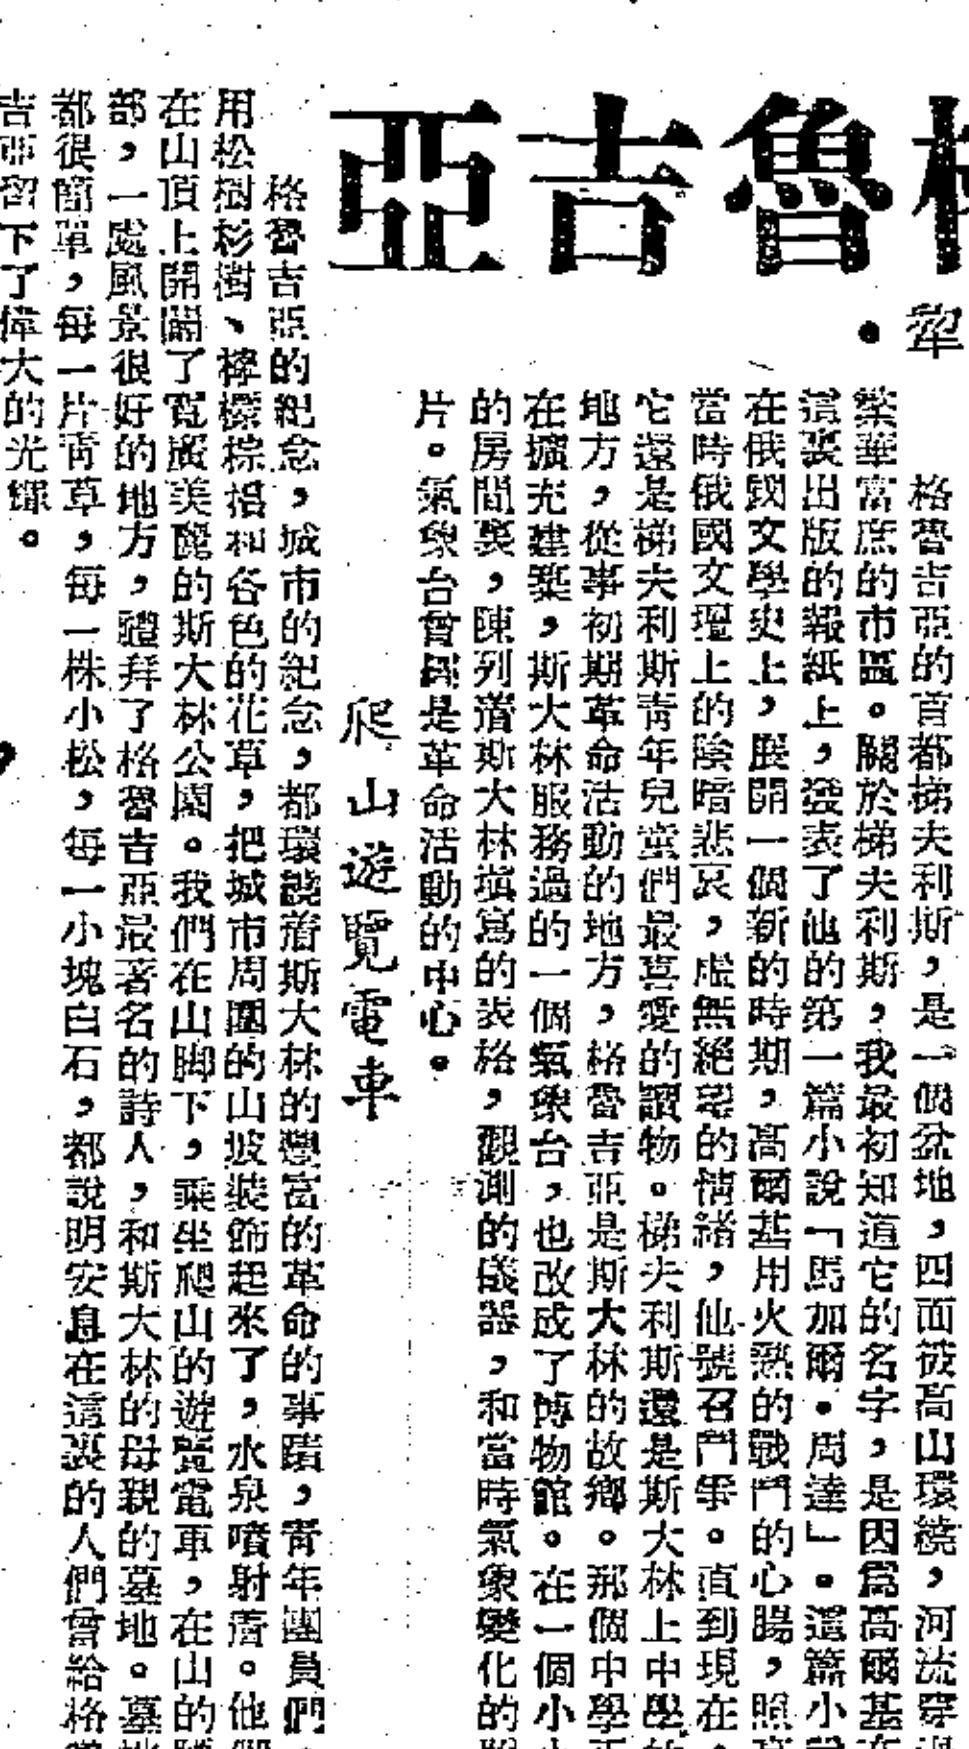 魯吉亞
格魯吉亞的首都梯夫利斯，是一個盆地，四面被高山環繞，河流穿過
繁華富庶的市區。關於梯夫利斯，我最初知道它的名字，是因爲高爾基在
這裏出版的報紙上，發表了他的第一篇小說「馬加爾・周達」。這篇小說
在俄國文學史上，展開一個新的時期，高爾基用火熱的戰鬥的心腸，照
當時俄國文壇上的陰暗悲哀，虛無絕望的情緒，他號召鬥爭。直到現在
它還是梯夫利斯青年兒童們最喜愛的讀物。梯夫利斯還是斯大林上中學的
地方，從事初期革命活動的地方，格魯吉亞是斯大林的故鄉。那個中學正
在擴充建築，斯大林服務過的一個氣象台，也改成了博物館。在一個小小
的房間裏，陳列着斯大林填寫的表格，觀測的儀器，和當時氣象變化的照
片。氣象台曾經是革命活動的中心。
爬山遊覽電車
格魯吉亞的紀念，城市的紀念，都環繞着斯大林的豐富的革命的事蹟，青年團員們，
用松樹杉樹、檸檬棕櫚和各色的花草，把城市周圍的山坡裝飾起來了，水泉噴射着。他們
在山頂上開闢了寬廣美麗的斯大林公園。我們在山脚下，乘坐爬山的遊覽電車，在山的
部，一處風景很好的地方，禮拜了格魯吉亞最著名的詩人，和斯大林的母親的墓地。墓地
都很簡單，每一片靑草，每一株小松，每一小塊白石，都說明安息在這裏的人們曾給格魯
吉亞留下了偉大的光輝。